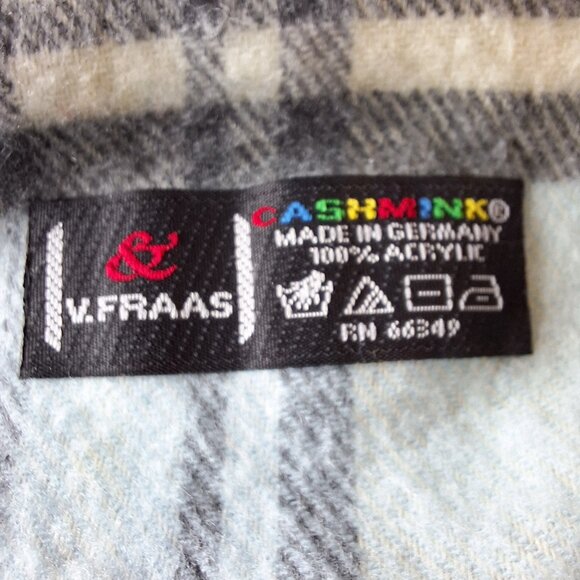 &
V.FRAAS
CASHMINK®
MADE IN GERMANY
100% ACRYLIC
RN 66349